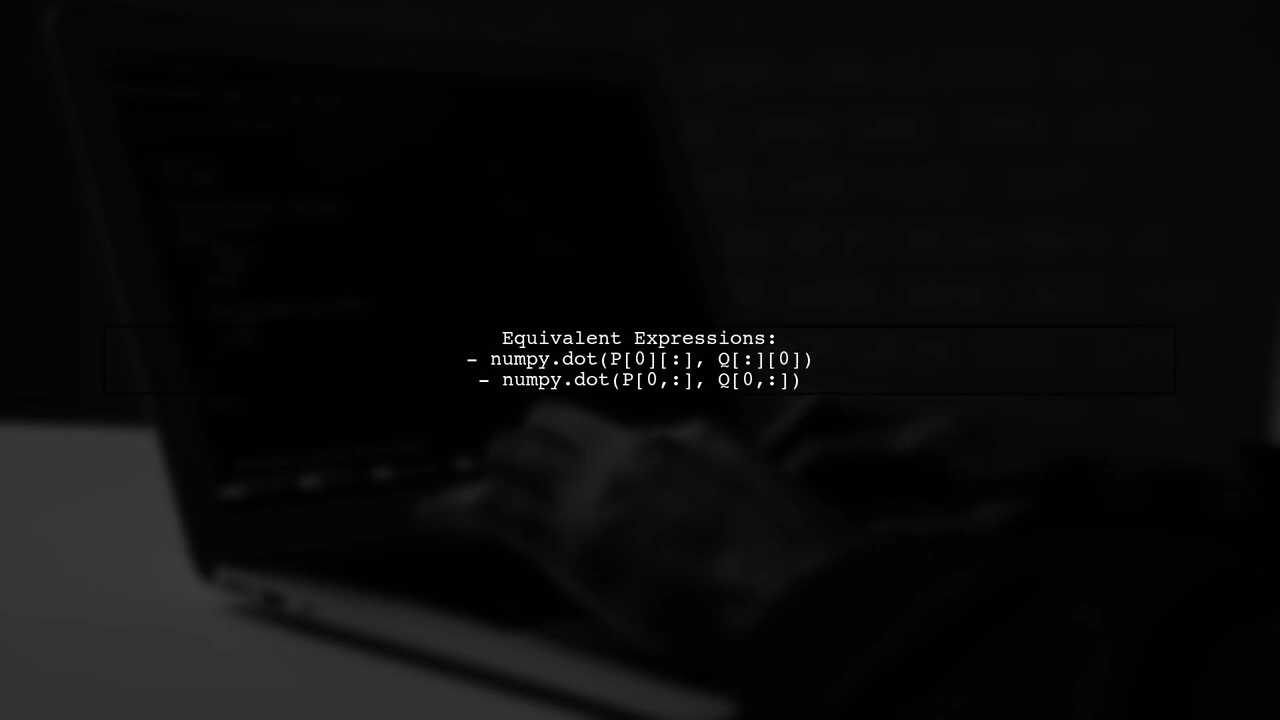 Equivalent Expressions:
- numpy.dot(P[0][:], Q[:][0])
- numpy.dot(P[0,:], Q[0,:])